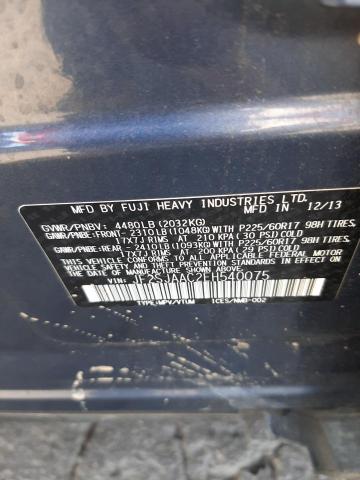 MFD BY FUJI HEAVY INDUSTRIES LTD. MFD IN 12/13
GVWR/PNBV: 4480LB (2032KG)
GAWR/PNBE: FRONT- 2310LB (1048KG) WITH P225/60R17 98H TIRES
17X7J RIMS AT 210 KPA (30 PSI) COLD
GAWR/PNBE: REAR - 2410LB (1093KG) WITH P225/60R17 98H TIRES
17X7J RIMS AT 200 KPA (29 PSI) COLD
THIS VEHICLE CONFORMS TO ALL APPLICABLE FEDERAL MOTOR
VEHICLE SAFETY AND THEFT PREVENTION STANDARDS IN
EFFECT ON THE DATE OF MANUFACTURE SHOWN ABOVE.
VIN: JF2SJAAC2EH540075
TYPE:MPV/VTUM ICES/NMB-002